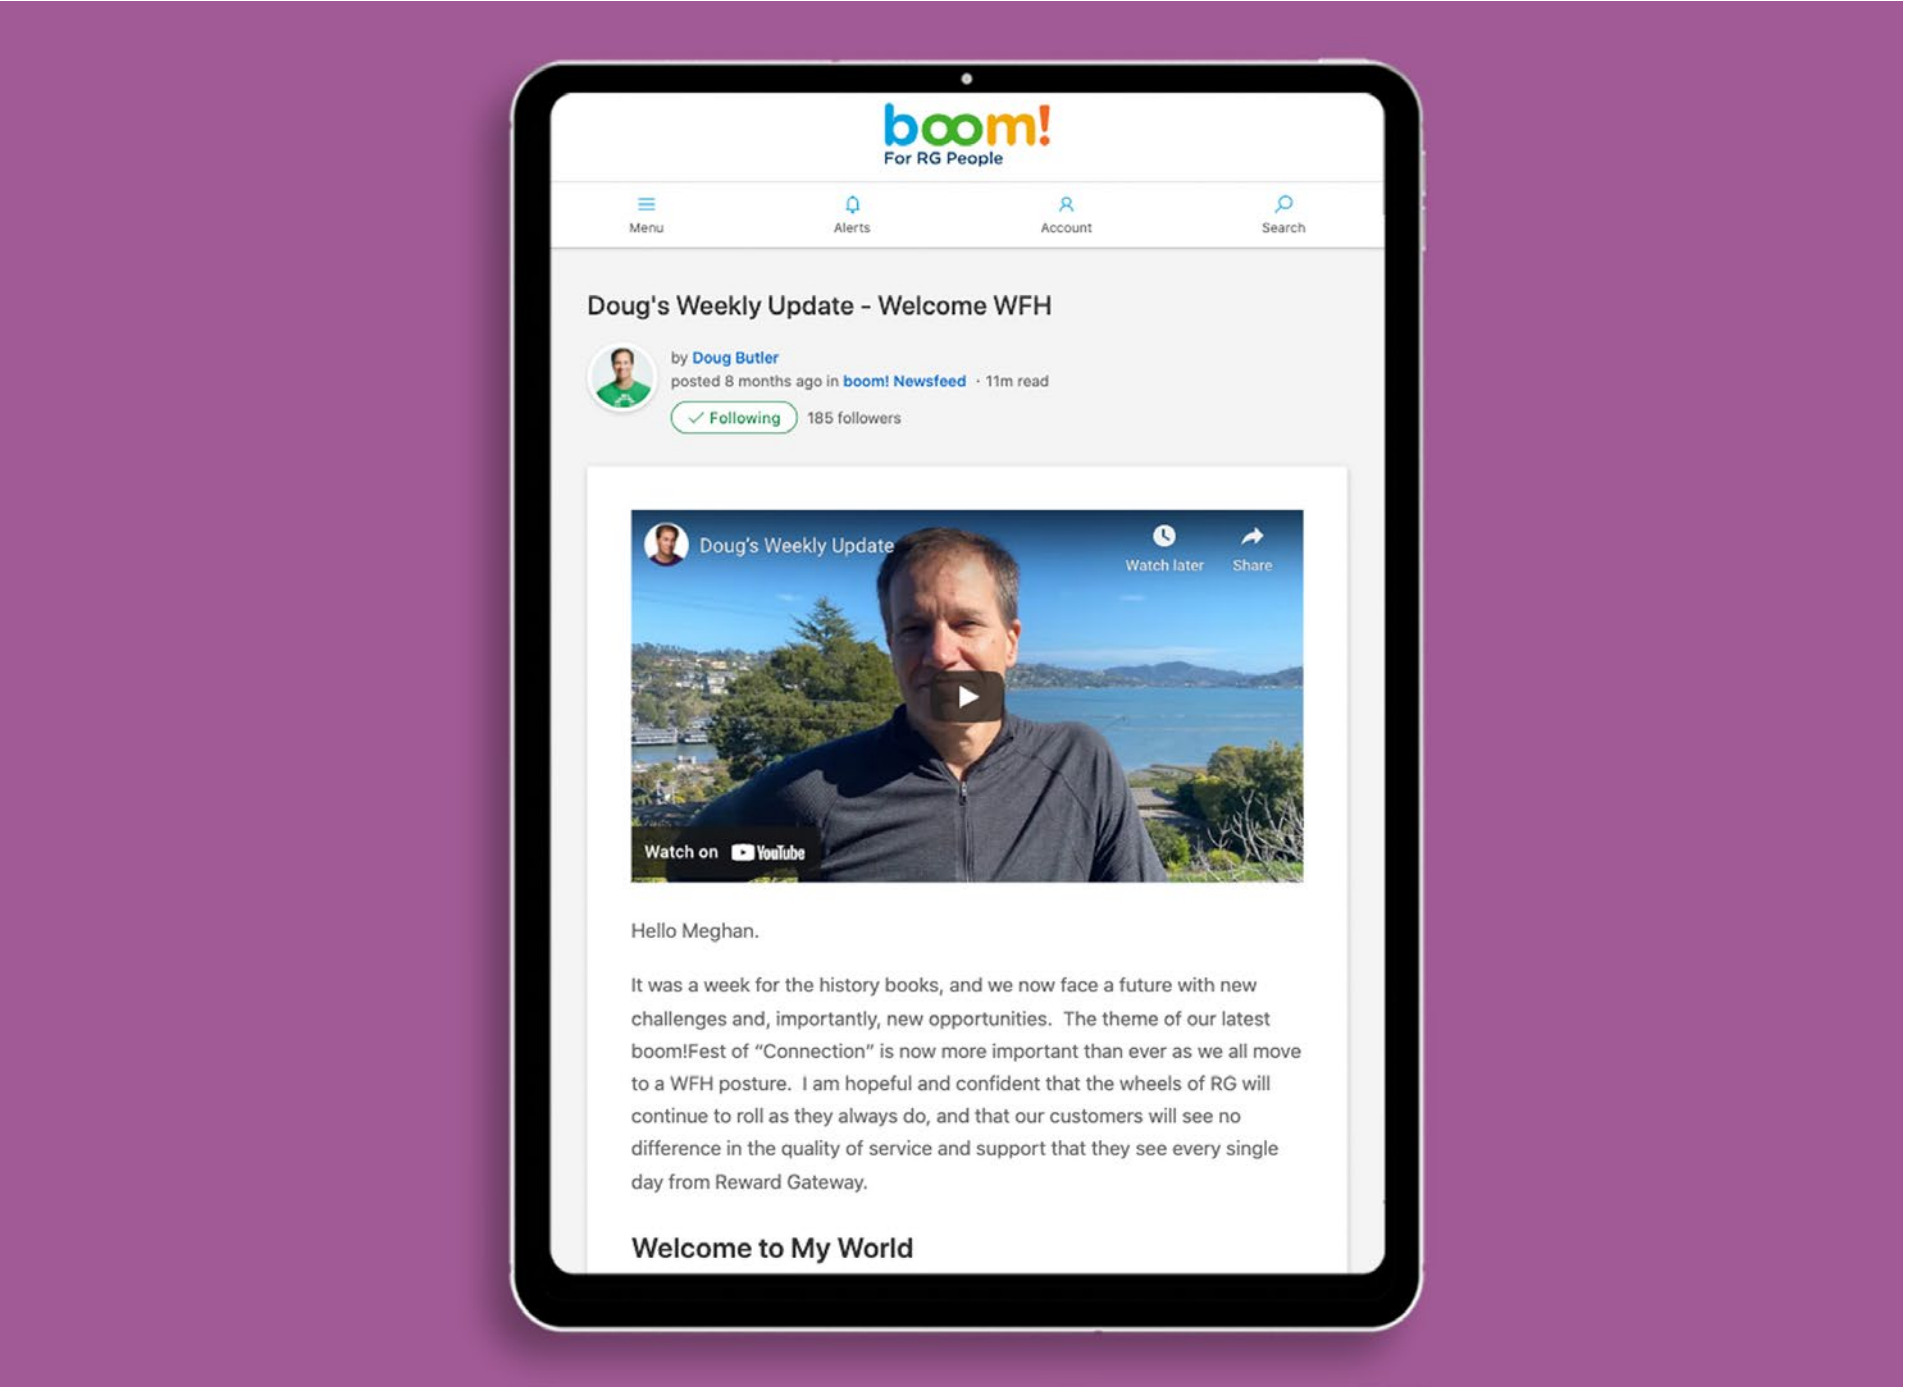 boom!
For RG People
Menu
Alerts
Account
Search
Doug's Weekly Update - Welcome WFH
by Doug Butler
posted 8 months ago in boom! Newsfeed · 11m read
Following
185 followers
Doug's Weekly Update
Watch later
Share
Watch on YouTube
Hello Meghan.
It was a week for the history books, and we now face a future with new
challenges and, importantly, new opportunities.  The theme of our latest
boom!Fest of “Connection” is now more important than ever as we all move
to a WFH posture.  I am hopeful and confident that the wheels of RG will
continue to roll as they always do, and that our customers will see no
difference in the quality of service and support that they see every single
day from Reward Gateway.
Welcome to My World